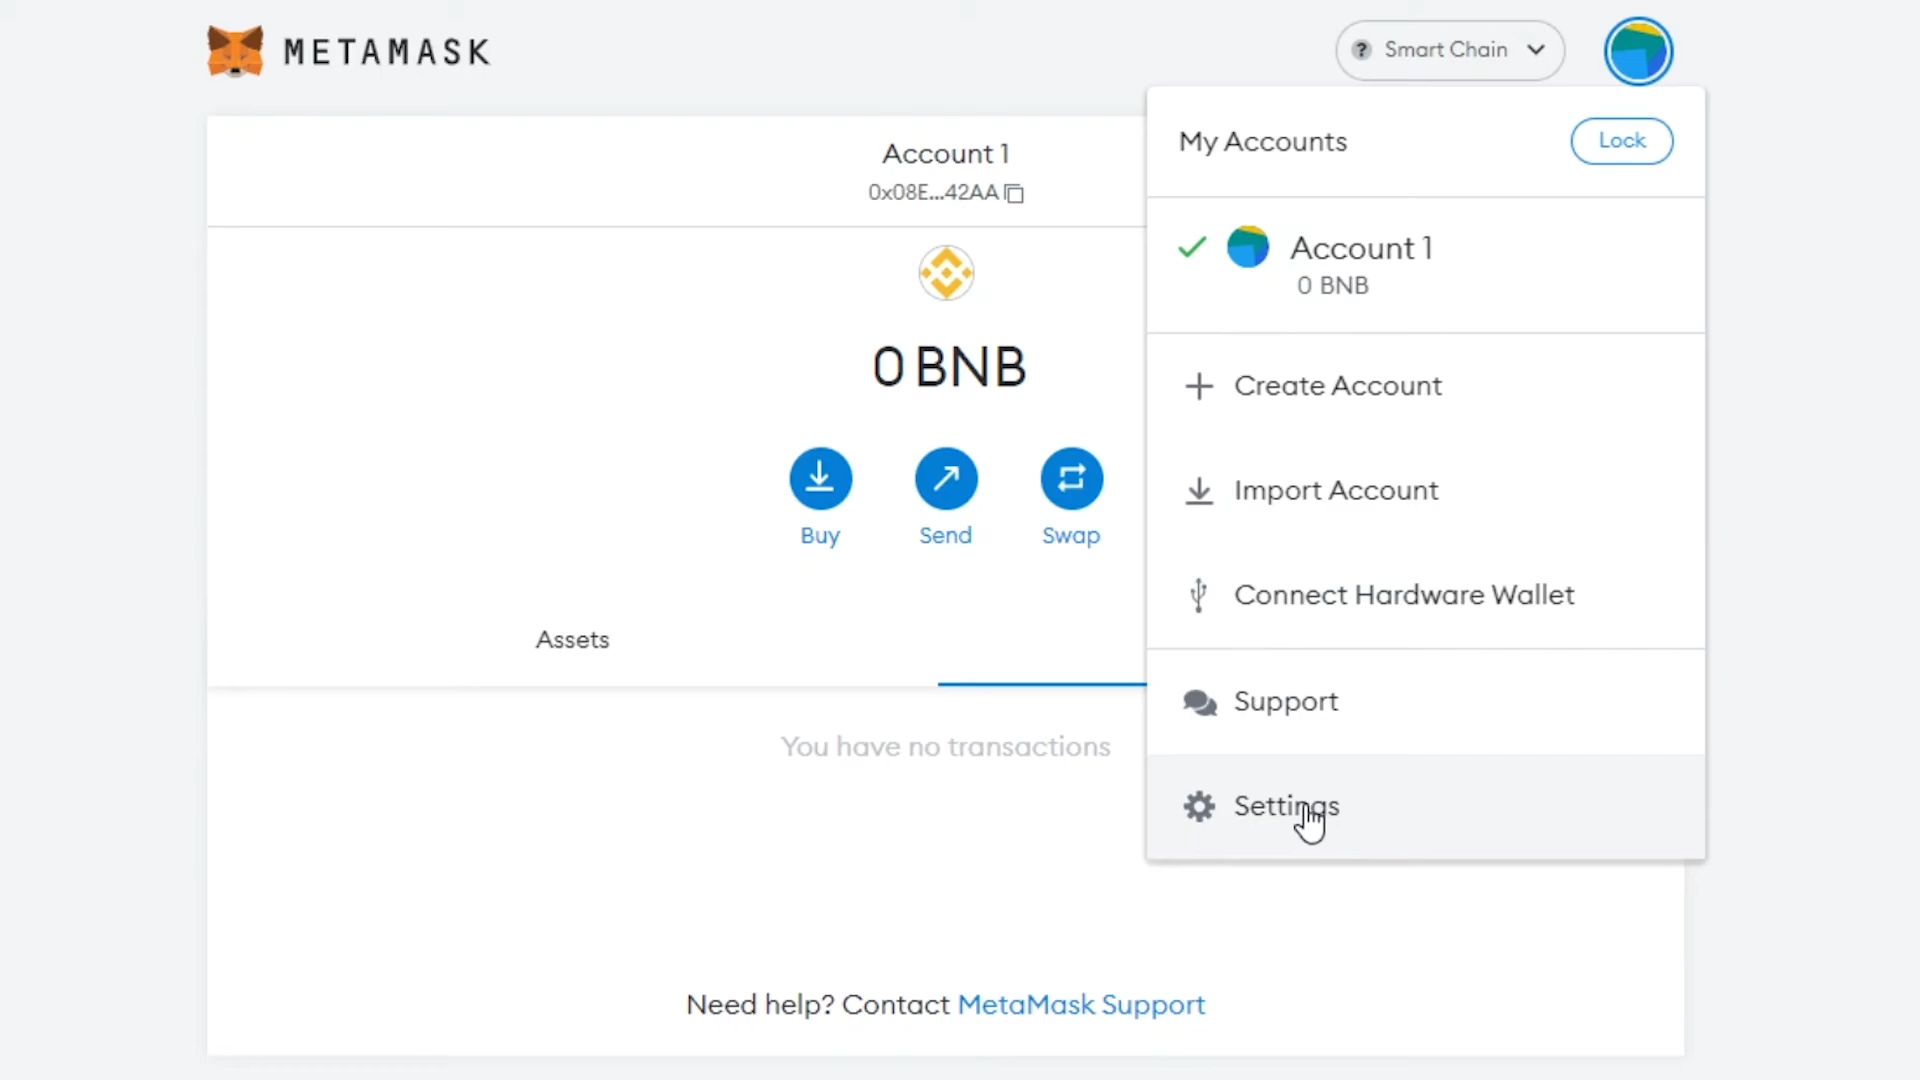 METAMASK
? Smart Chain
My Accounts
Lock
Account 1
0x08E...42AA
Account 1
0 BNB
0 BNB
Create Account
Import Account
Buy
Send
Swap
Connect Hardware Wallet
Assets
Support
You have no transactions
Settings
Need help? Contact MetaMask Support